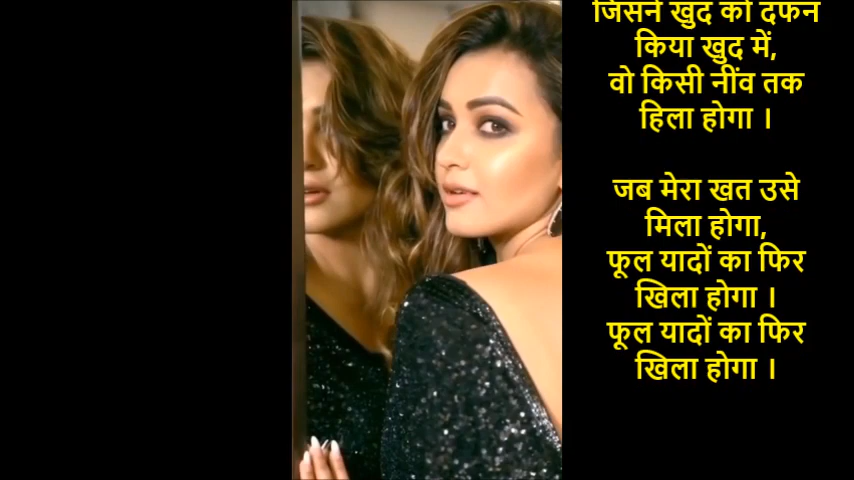 जिसने खुद को दफन
किया खुद में,
वो किसी नींव तक
हिला होगा ।
जब मेरा खत उसे
मिला होगा,
फूल यादों का फिर
खिला होगा ।
फूल यादों का फिर
खिला होगा ।